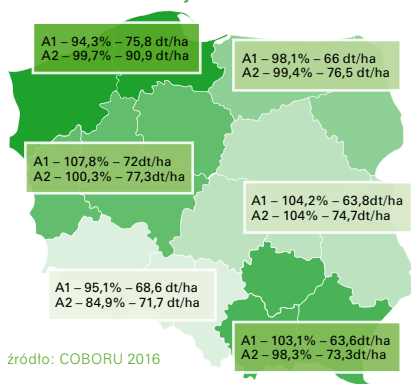 A1 – 94,3% – 75,8 dt/ha
A2 – 99,7% – 90,9 dt/ha
A1 – 98,1% – 66 dt/ha
A2 – 99,4% – 76,5 dt/ha
A1 – 107,8% – 72dt/ha
A2 – 100,3% – 77,3dt/ha
A1 – 104,2% – 63,8dt/ha
A2 – 104% – 74,7dt/ha
A1 – 95,1% – 68,6 dt/ha
A2 – 84,9% – 71,7 dt/ha
A1 – 103,1% – 63,6dt/ha
A2 – 98,3% – 73,3dt/ha
źródło: COBORU 2016